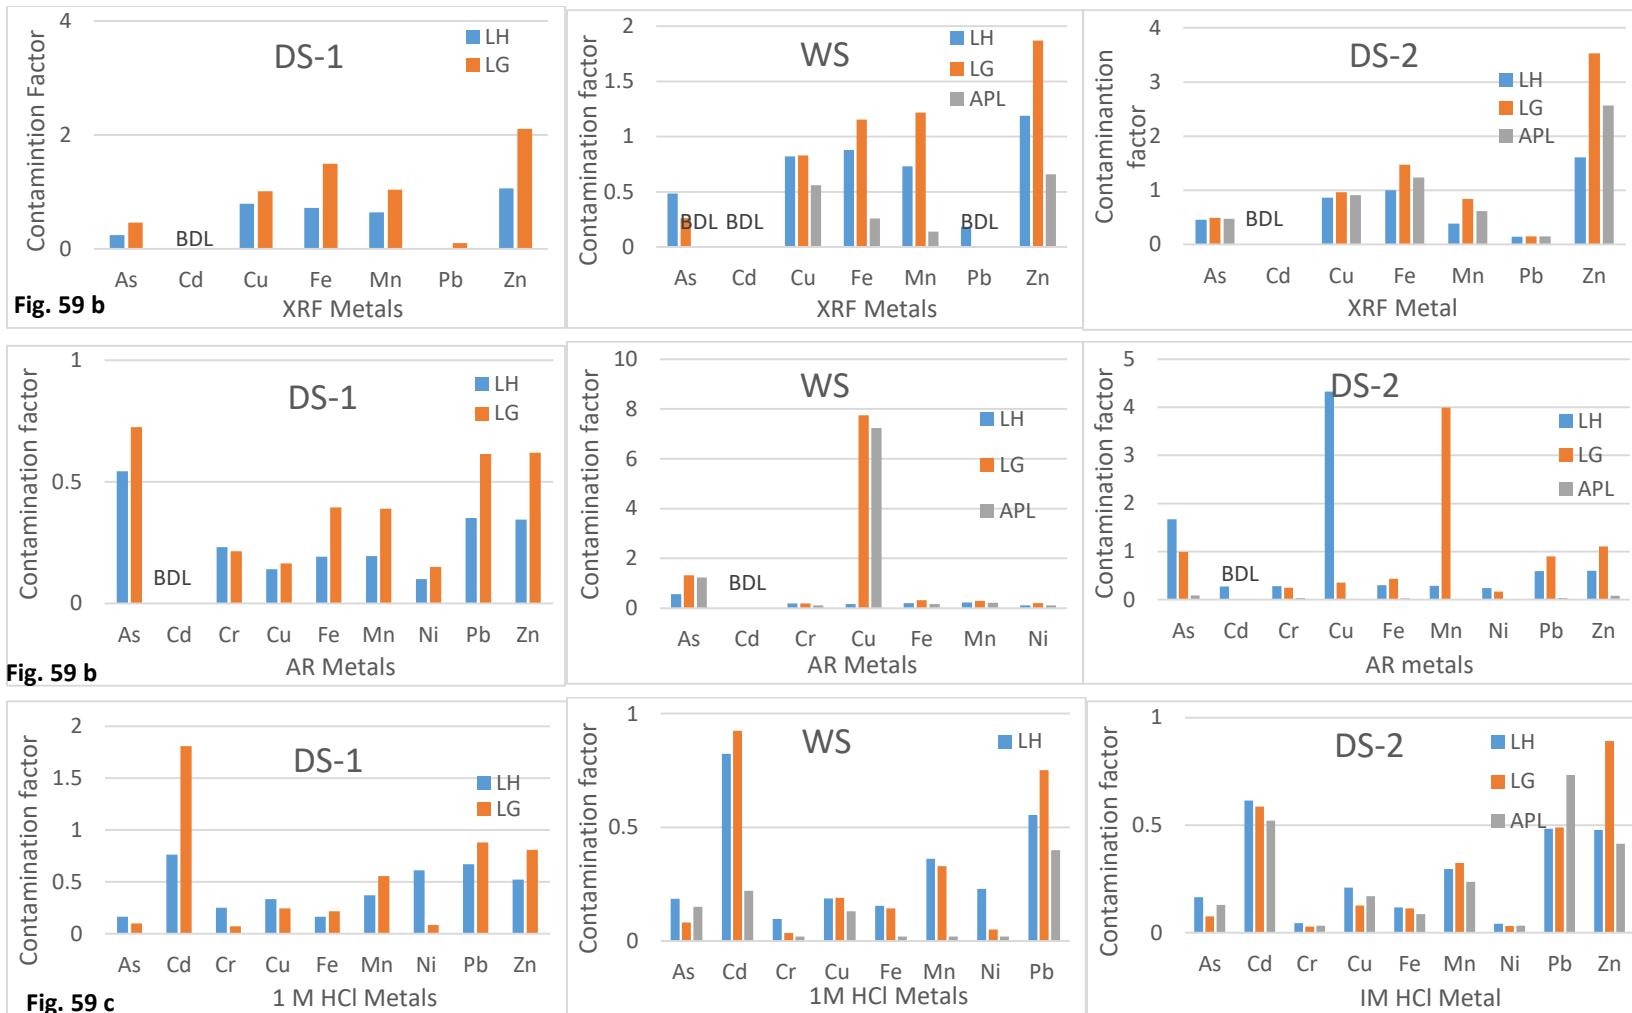 4
2
0
Contamintion Factor
DS-1
LH
LG
BDL
As Cd Cu Fe Mn Pb Zn
XRF Metals
Fig. 59 b
2
1.5
1
0.5
0
Contamination factor
WS
LH
LG
APL
BDL BDL BDL
As Cd Cu Fe Mn Pb Zn
XRF Metals
4
3
2
1
0
Contaminantion
factor
DS-2
LH
LG
APL
BDL
As Cd Cu Fe Mn Pb Zn
XRF Metal
1
0.5
0
Contamination factor
DS-1
LH
LG
BDL
As Cd Cr Cu Fe Mn Ni Pb Zn
AR Metals
Fig. 59 b
10
8
6
4
2
0
Contamination factor
WS
LH
LG
APL
BDL
As Cd Cr Cu Fe Mn Ni
AR Metals
5
4
3
2
1
0
Contamination factor
DS-2
LH
LG
APL
BDL
As Cd Cr Cu Fe Mn Ni Pb Zn
AR metals
2
1.5
1
0.5
0
Contamination factor
DS-1
LH
LG
As Cd Cr Cu Fe Mn Ni Pb Zn
1 M HCl Metals
Fig. 59 c
1
0.5
0
Contamination factor
WS
LH
As Cd Cr Cu Fe Mn Ni Pb
1M HCl Metals
1
0.5
0
Contamination factor
DS-2
LH
LG
APL
As Cd Cr Cu Fe Mn Ni Pb Zn
IM HCl Metal